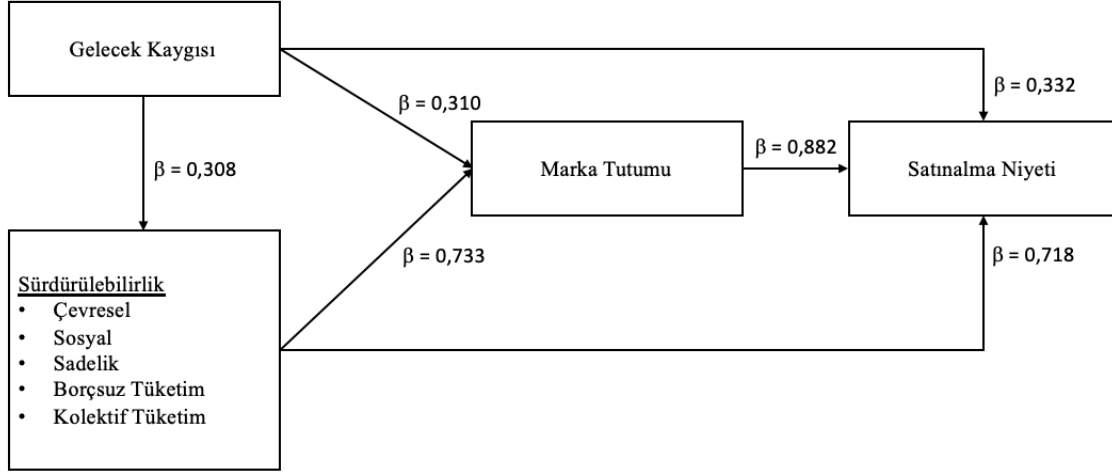 Gelecek Kaygısı
β = 0,332
β = 0,310
β = 0,882
β = 0,308
Marka Tutumu
Satınalma Niyeti
β = 0,733
β = 0,718
Sürdürülebilirlik
• Çevresel
• Sosyal
• Sadelik
• Borçsuz Tüketim
• Kolektif Tüketim